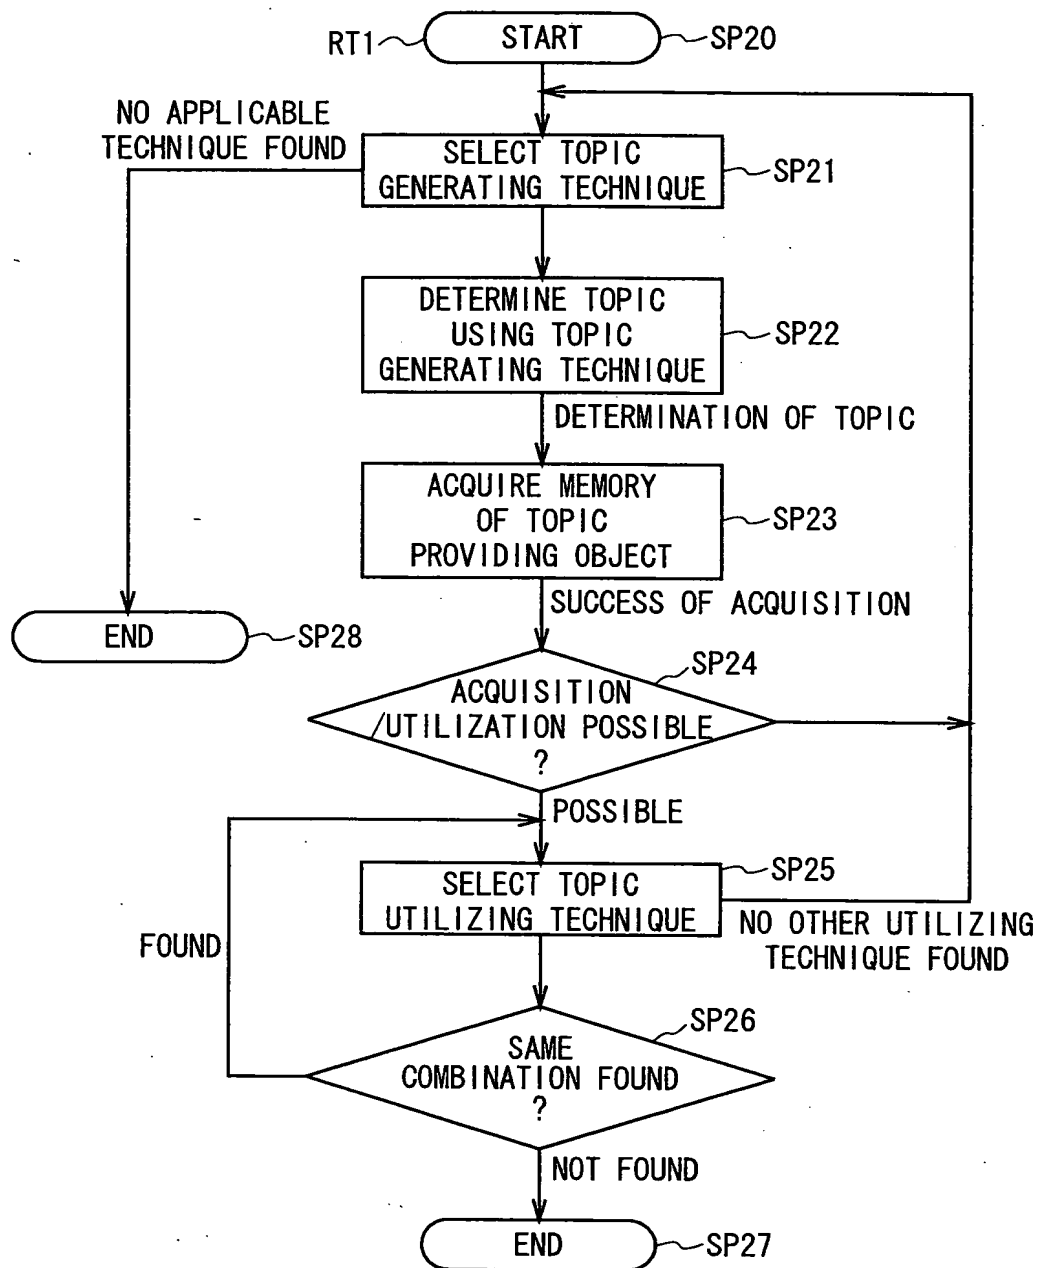 RT1
START
SP20
NO APPLICABLE
TECHNIQUE FOUND
SELECT TOPIC
GENERATING TECHNIQUE
SP21
DETERMINE TOPIC
USING TOPIC
GENERATING TECHNIQUE
SP22
DETERMINATION OF TOPIC
ACQUIRE MEMORY
OF TOPIC
PROVIDING OBJECT
SP23
SUCCESS OF ACQUISITION
END
SP28
SP24
ACQUISITION
/UTILIZATION POSSIBLE
?
POSSIBLE
SELECT TOPIC
UTILIZING TECHNIQUE
SP25
NO OTHER UTILIZING
TECHNIQUE FOUND
FOUND
SP26
SAME
COMBINATION FOUND
?
NOT FOUND
END
SP27